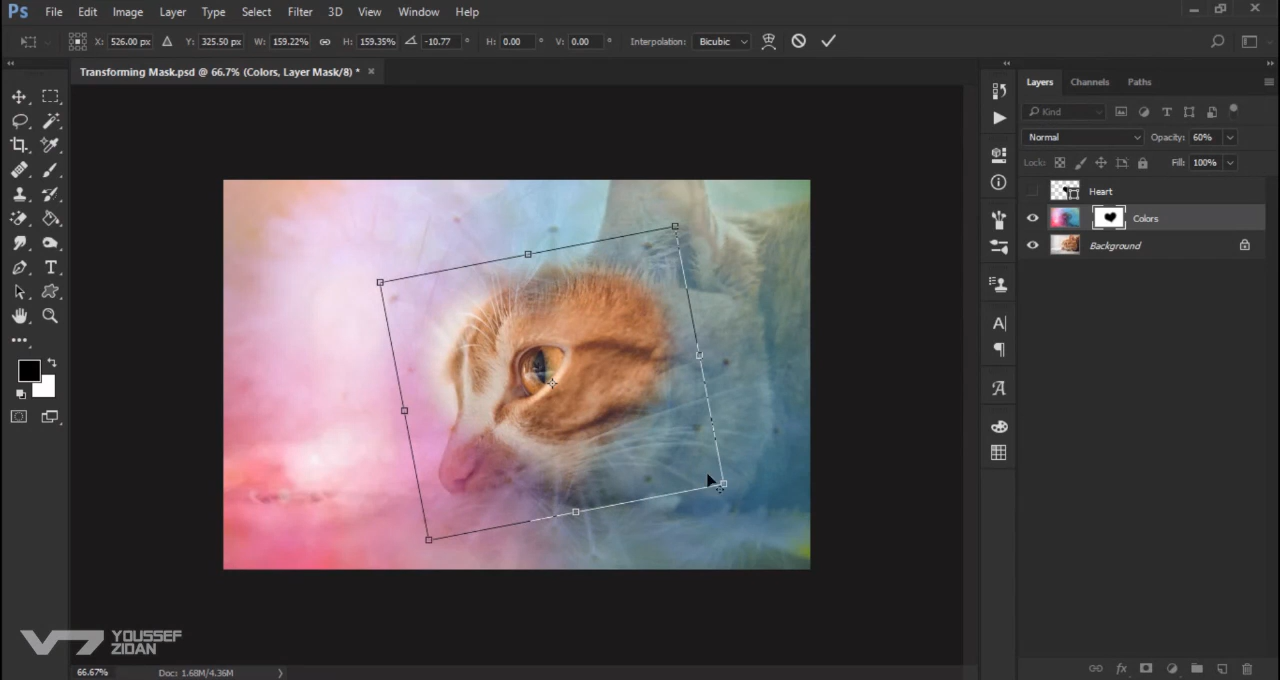 Ps File Edit Image Layer Type Select Filter 3D View Window Help
X: 526.00 px Y: 325.50 px W: 159.22% H: 159.35% -10.77 ° H: 0.00 ° V: 0.00 ° Interpolation: Bicubic
Transforming Mask.psd @ 66.7% (Colors, Layer Mask/8) * ×
Layers Channels Paths
Kind
Normal Opacity: 60%
Lock: Fill: 100%
Heart
Colors
Background
YOUSSEF
ZIDAN
66.67% Doc: 1.68M/4.36M